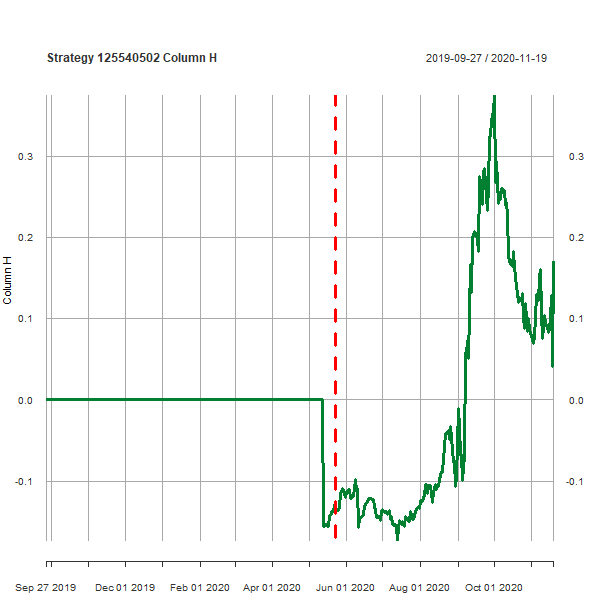 Strategy 125540502 Column H
2019-09-27 / 2020-11-19
Column H
0.3
0.2
0.1
0.0
-0.1
0.3
0.2
0.1
0.0
-0.1
Sep 27 2019
Dec 01 2019
Feb 01 2020
Apr 01 2020
Jun 01 2020
Aug 01 2020
Oct 01 2020